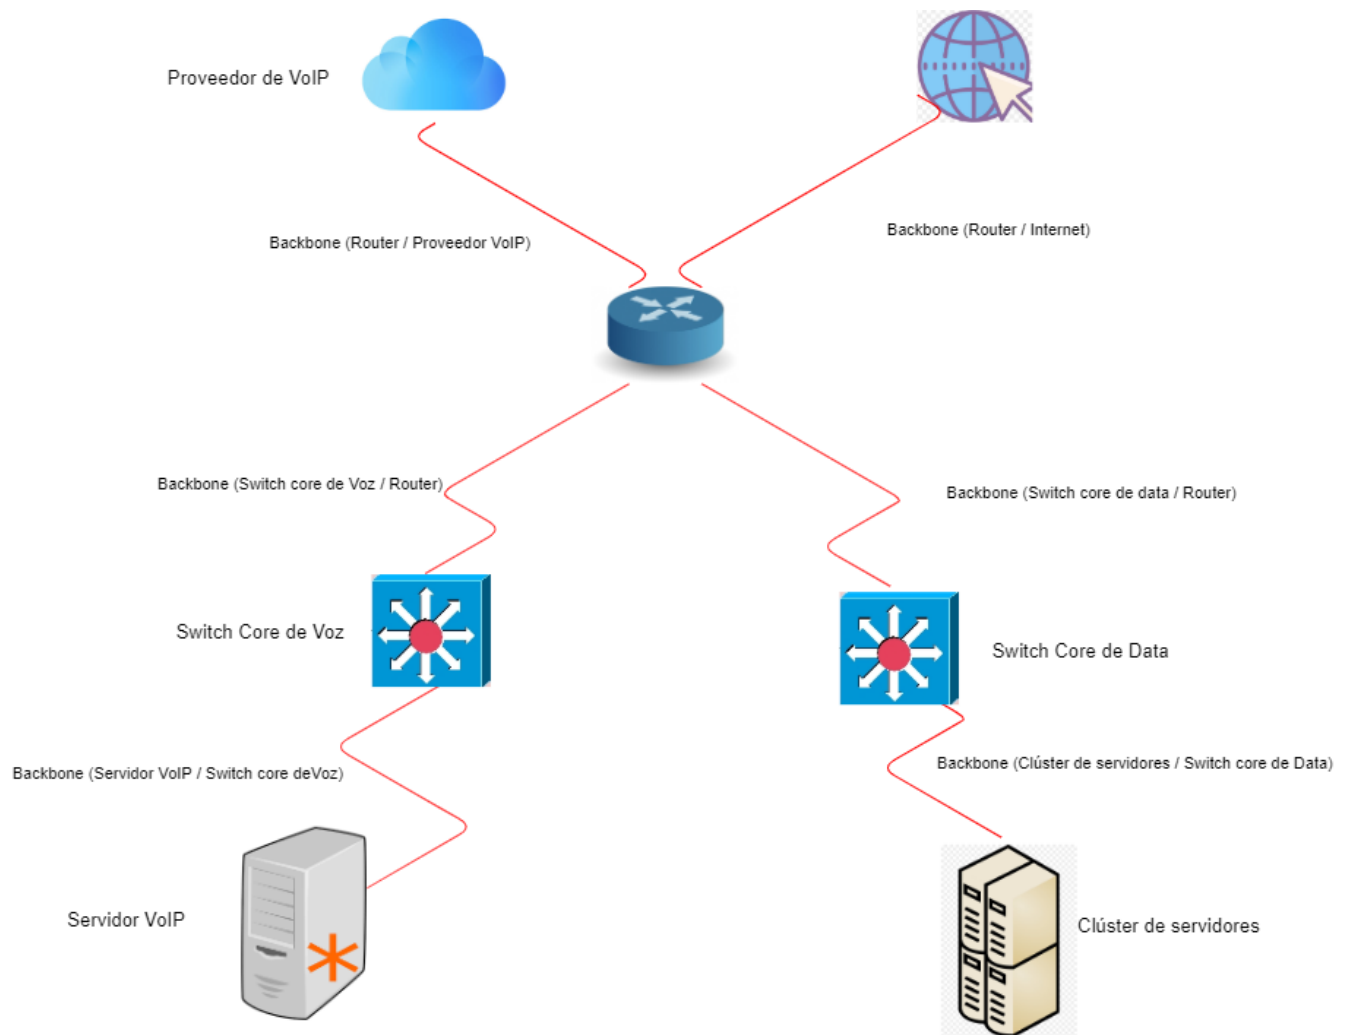 Proveedor de VoIP
Backbone (Router / Proveedor VoIP)
Backbone (Router / Internet)
Backbone (Switch core de Voz / Router)
Backbone (Switch core de data / Router)
Switch Core de Voz
Switch Core de Data
Backbone (Servidor VoIP / Switch core deVoz)
Backbone (Clúster de servidores / Switch core de Data)
Servidor VoIP
Clúster de servidores